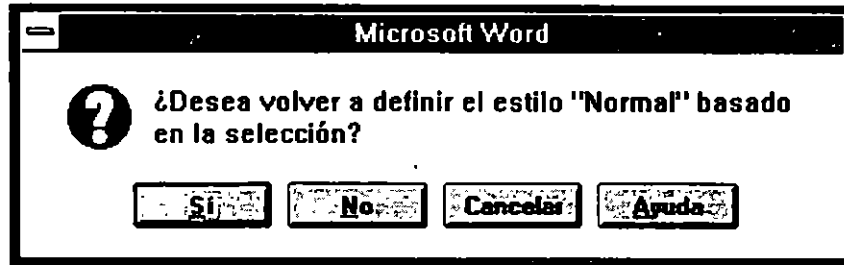 Microsoft Word
¿Desea volver a definir el estilo "Normal" basado
en la selección?
Sí No Cancelar Ayuda